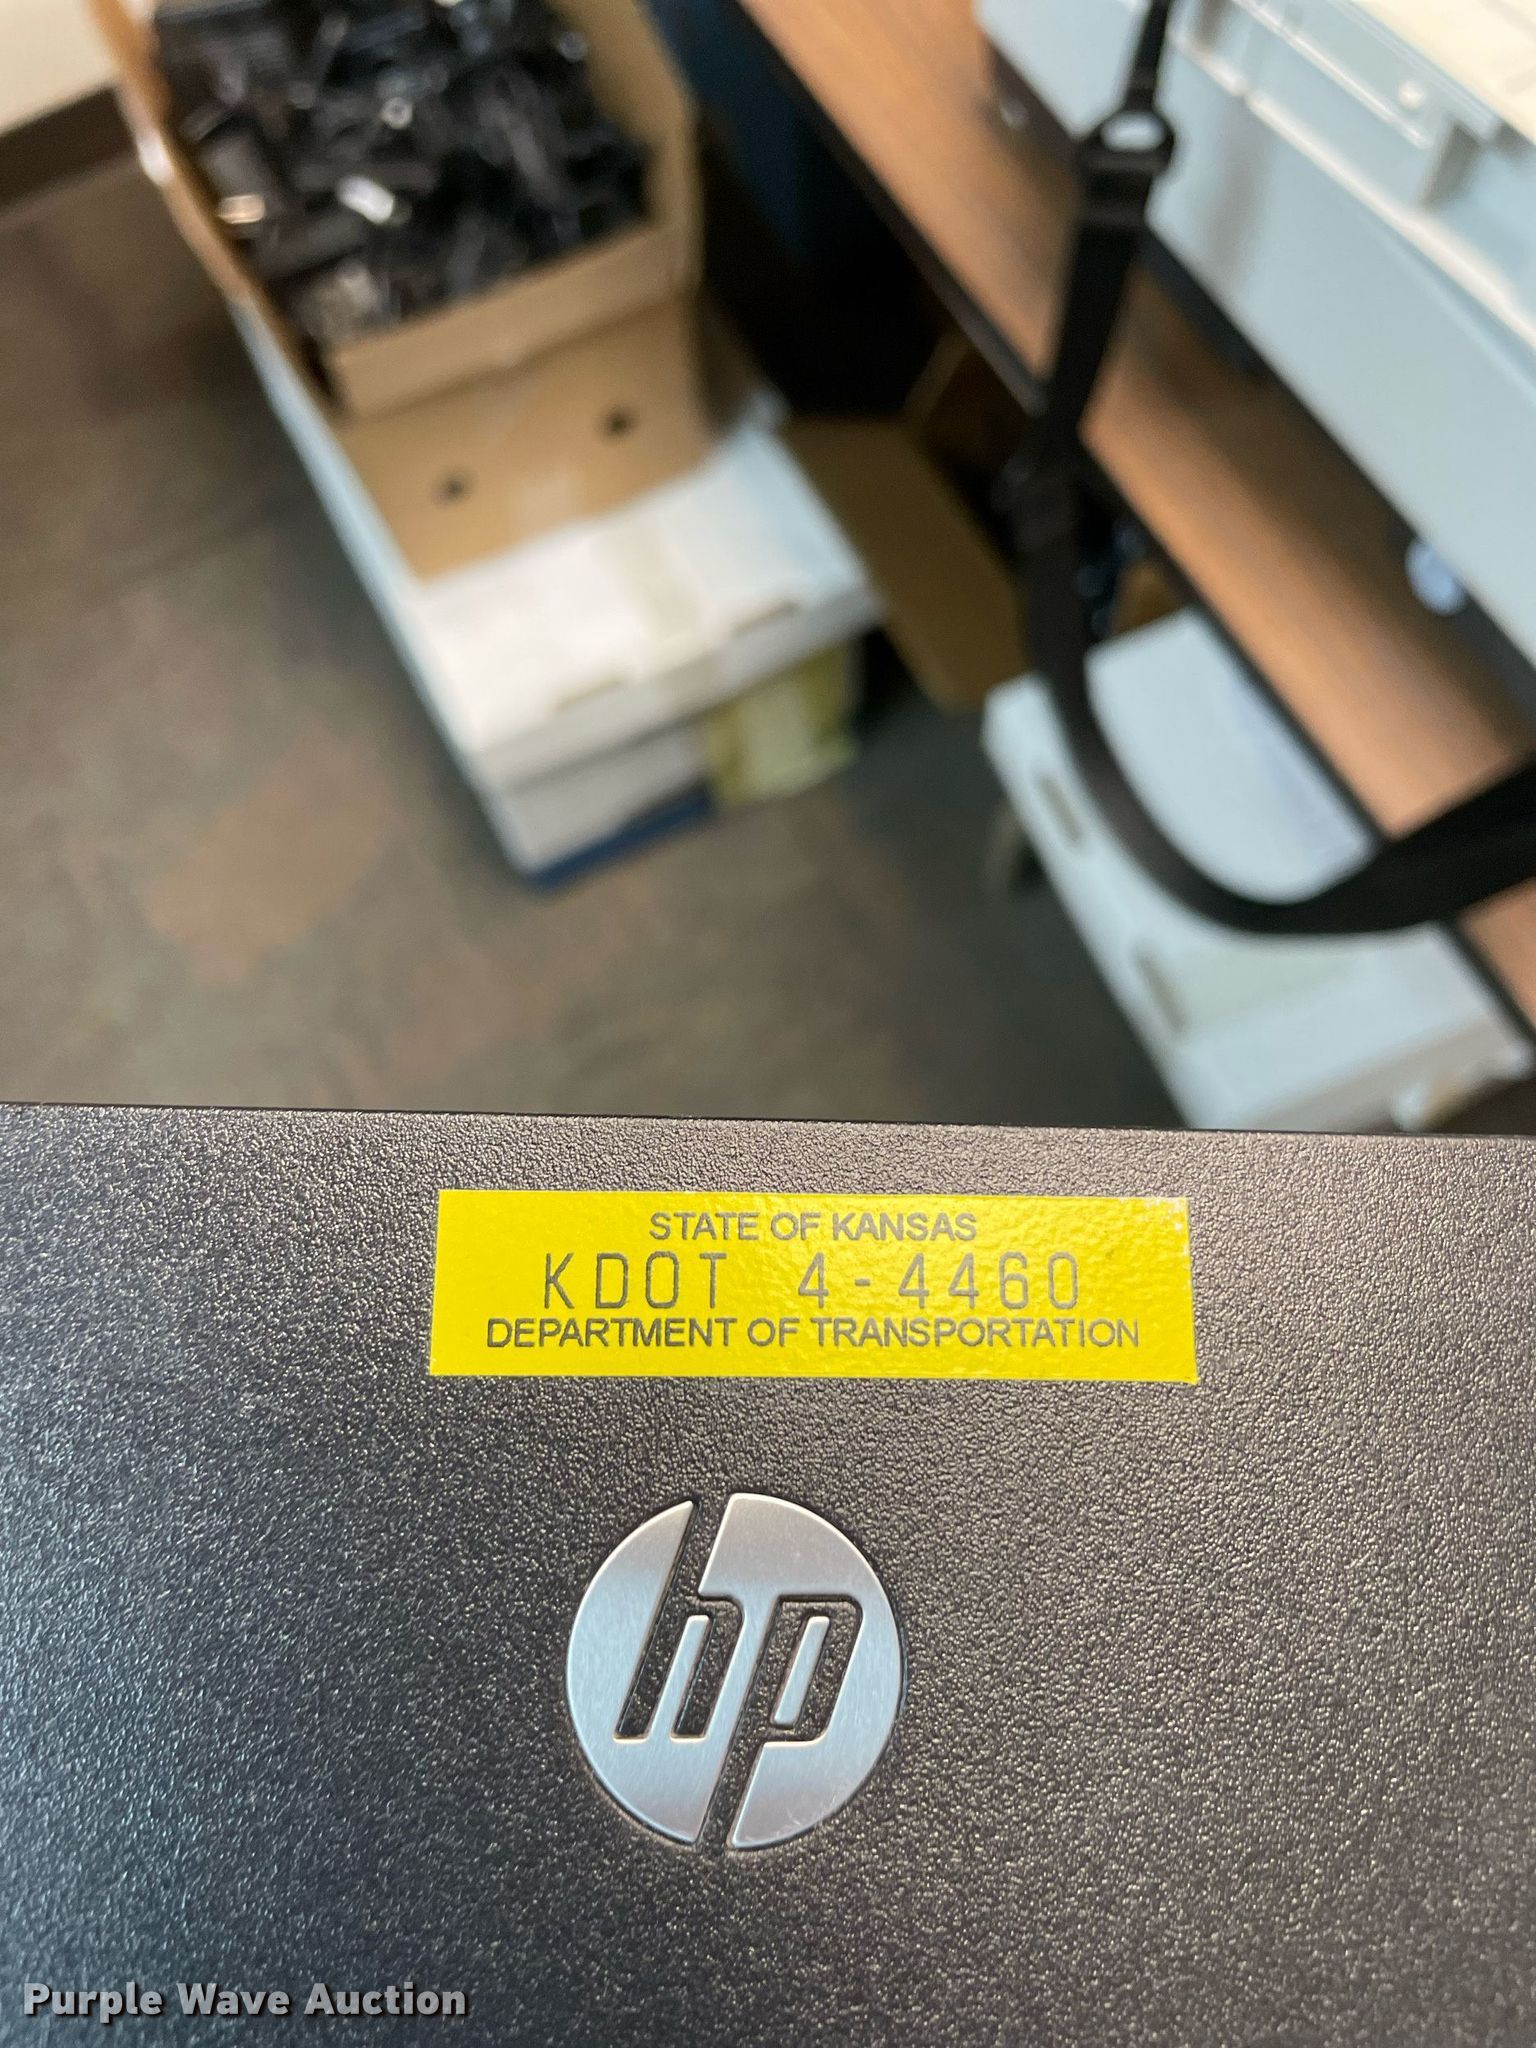 STATE OF KANSAS
KDOT 4-4460
DEPARTMENT OF TRANSPORTATION
hp
Purple Wave Auction